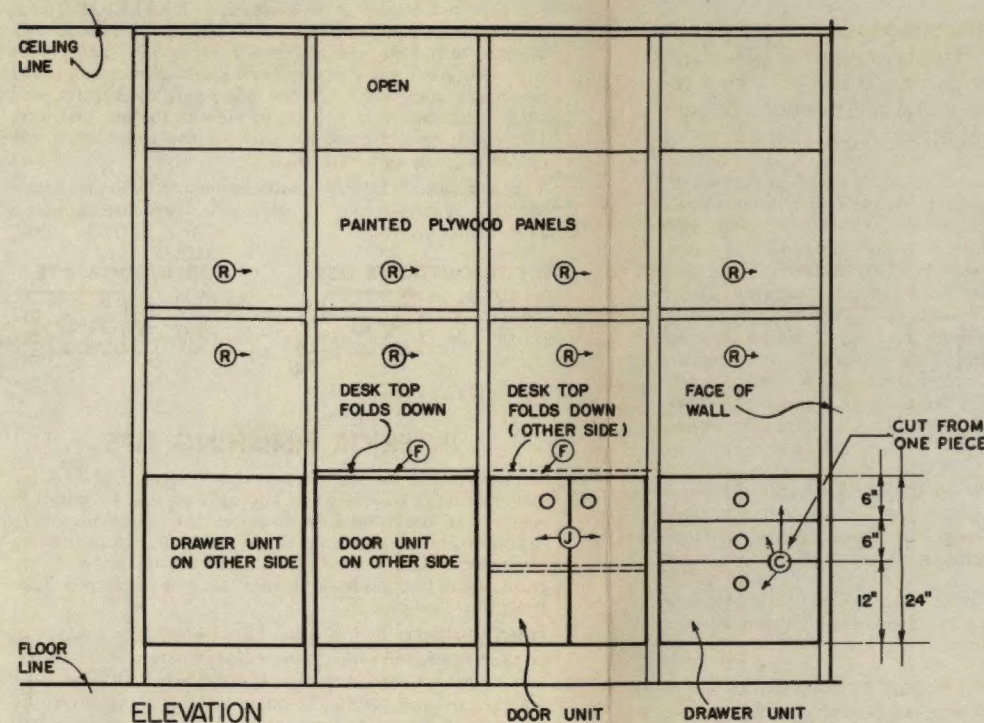 CEILING
LINE
OPEN
PAINTED PLYWOOD PANELS
R
R
R
R
R
R
R
R
DESK TOP
FOLDS DOWN
F
DESK TOP
FOLDS DOWN
( OTHER SIDE )
F
FACE OF
WALL
CUT FROM
ONE PIECE
DRAWER UNIT
ON OTHER SIDE
DOOR UNIT
ON OTHER SIDE
J
C
6"
6"
12"
24"
FLOOR
LINE
ELEVATION
DOOR UNIT
DRAWER UNIT